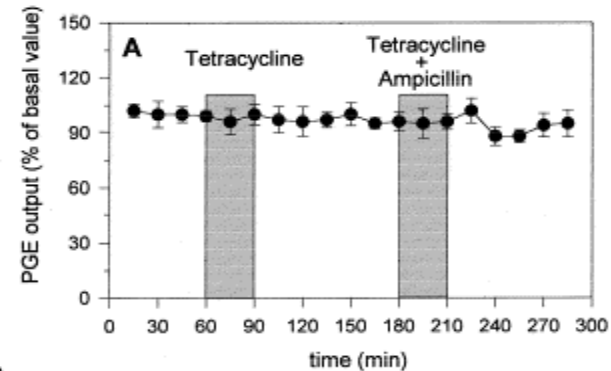 150
A
Tetracycline
Tetracycline
+
Ampicillin
120
90
60
30
0
PGE output (% of basal value)
0 30 60 90 120 150 180 210 240 270 300
time (min)